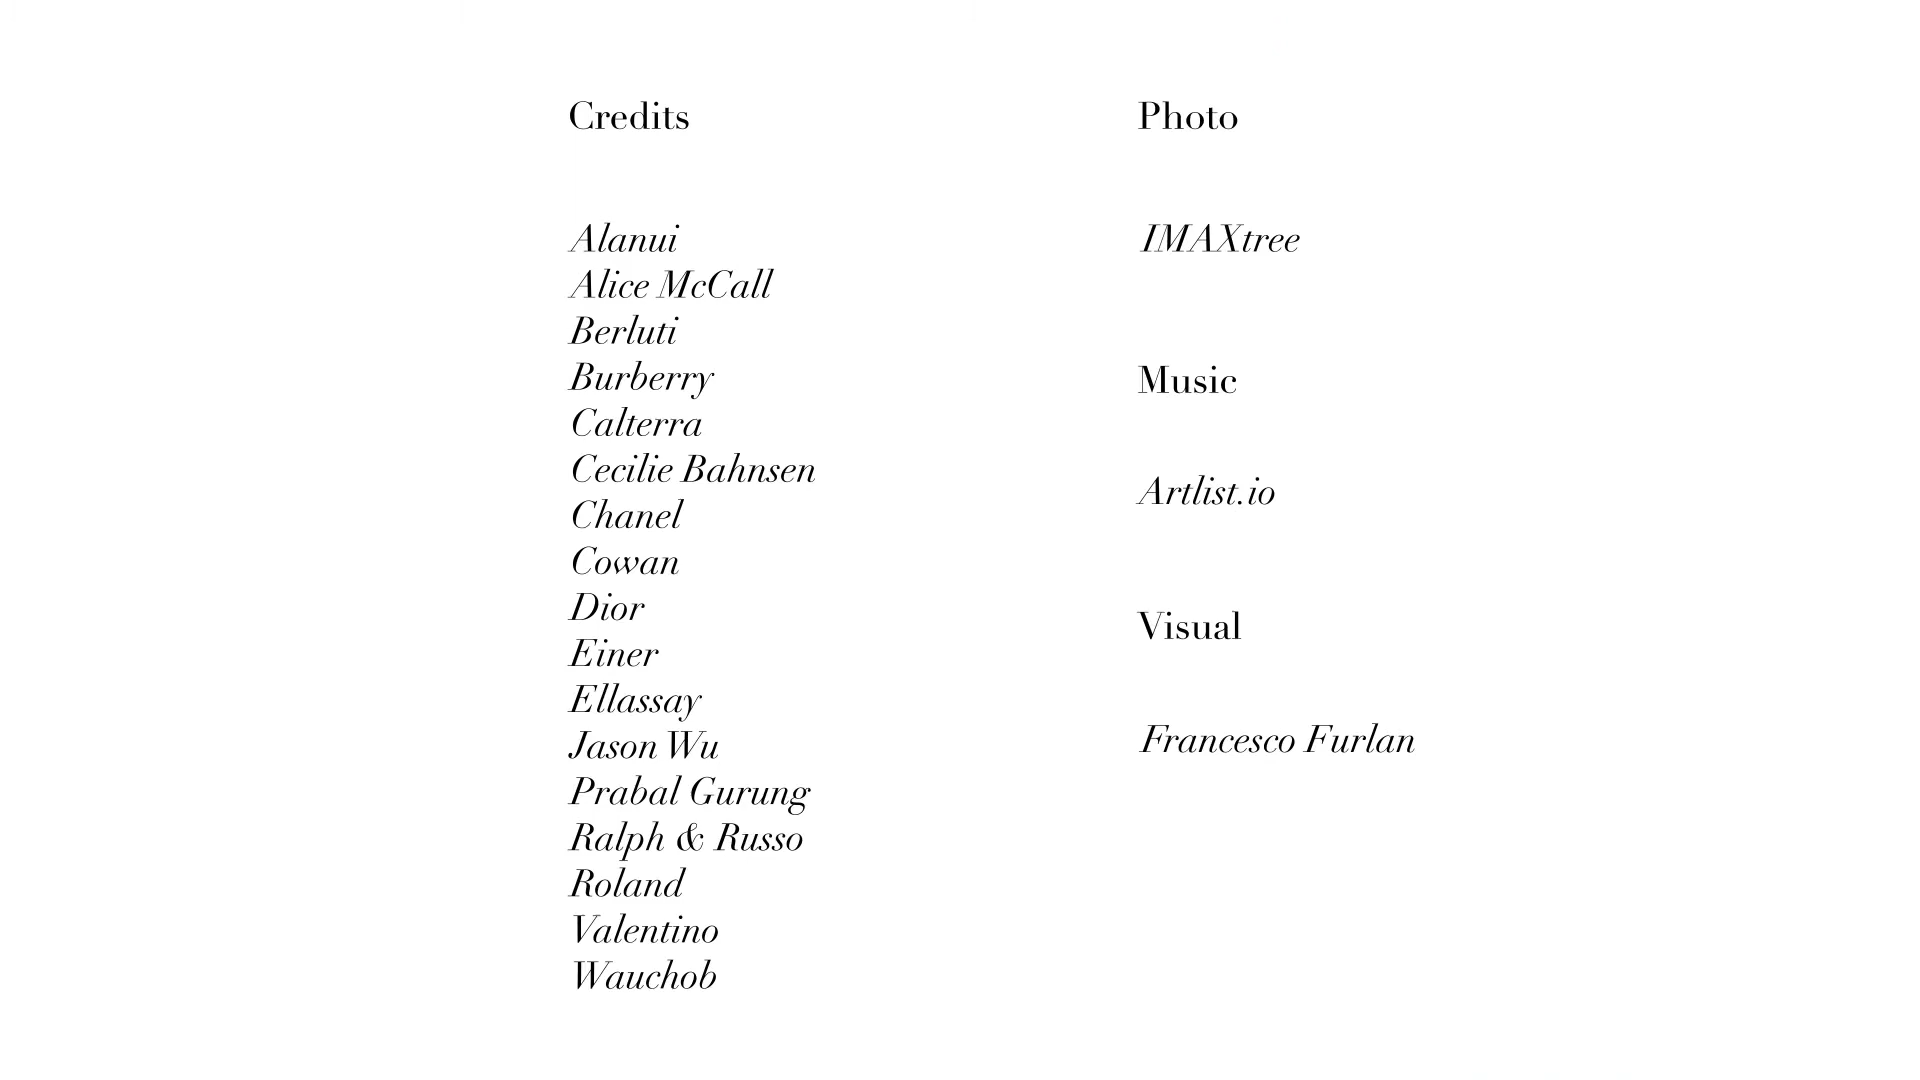 Credits
Alanui
Alice McCall
Berluti
Burberry
Calterra
Cecilie Bahnsen
Chanel
Cowan
Dior
Einer
Ellassay
Jason Wu
Prabal Gurung
Ralph & Russo
Roland
Valentino
Wauchob
Photo
IMAXtree
Music
Artlist.io
Visual
Francesco Furlan